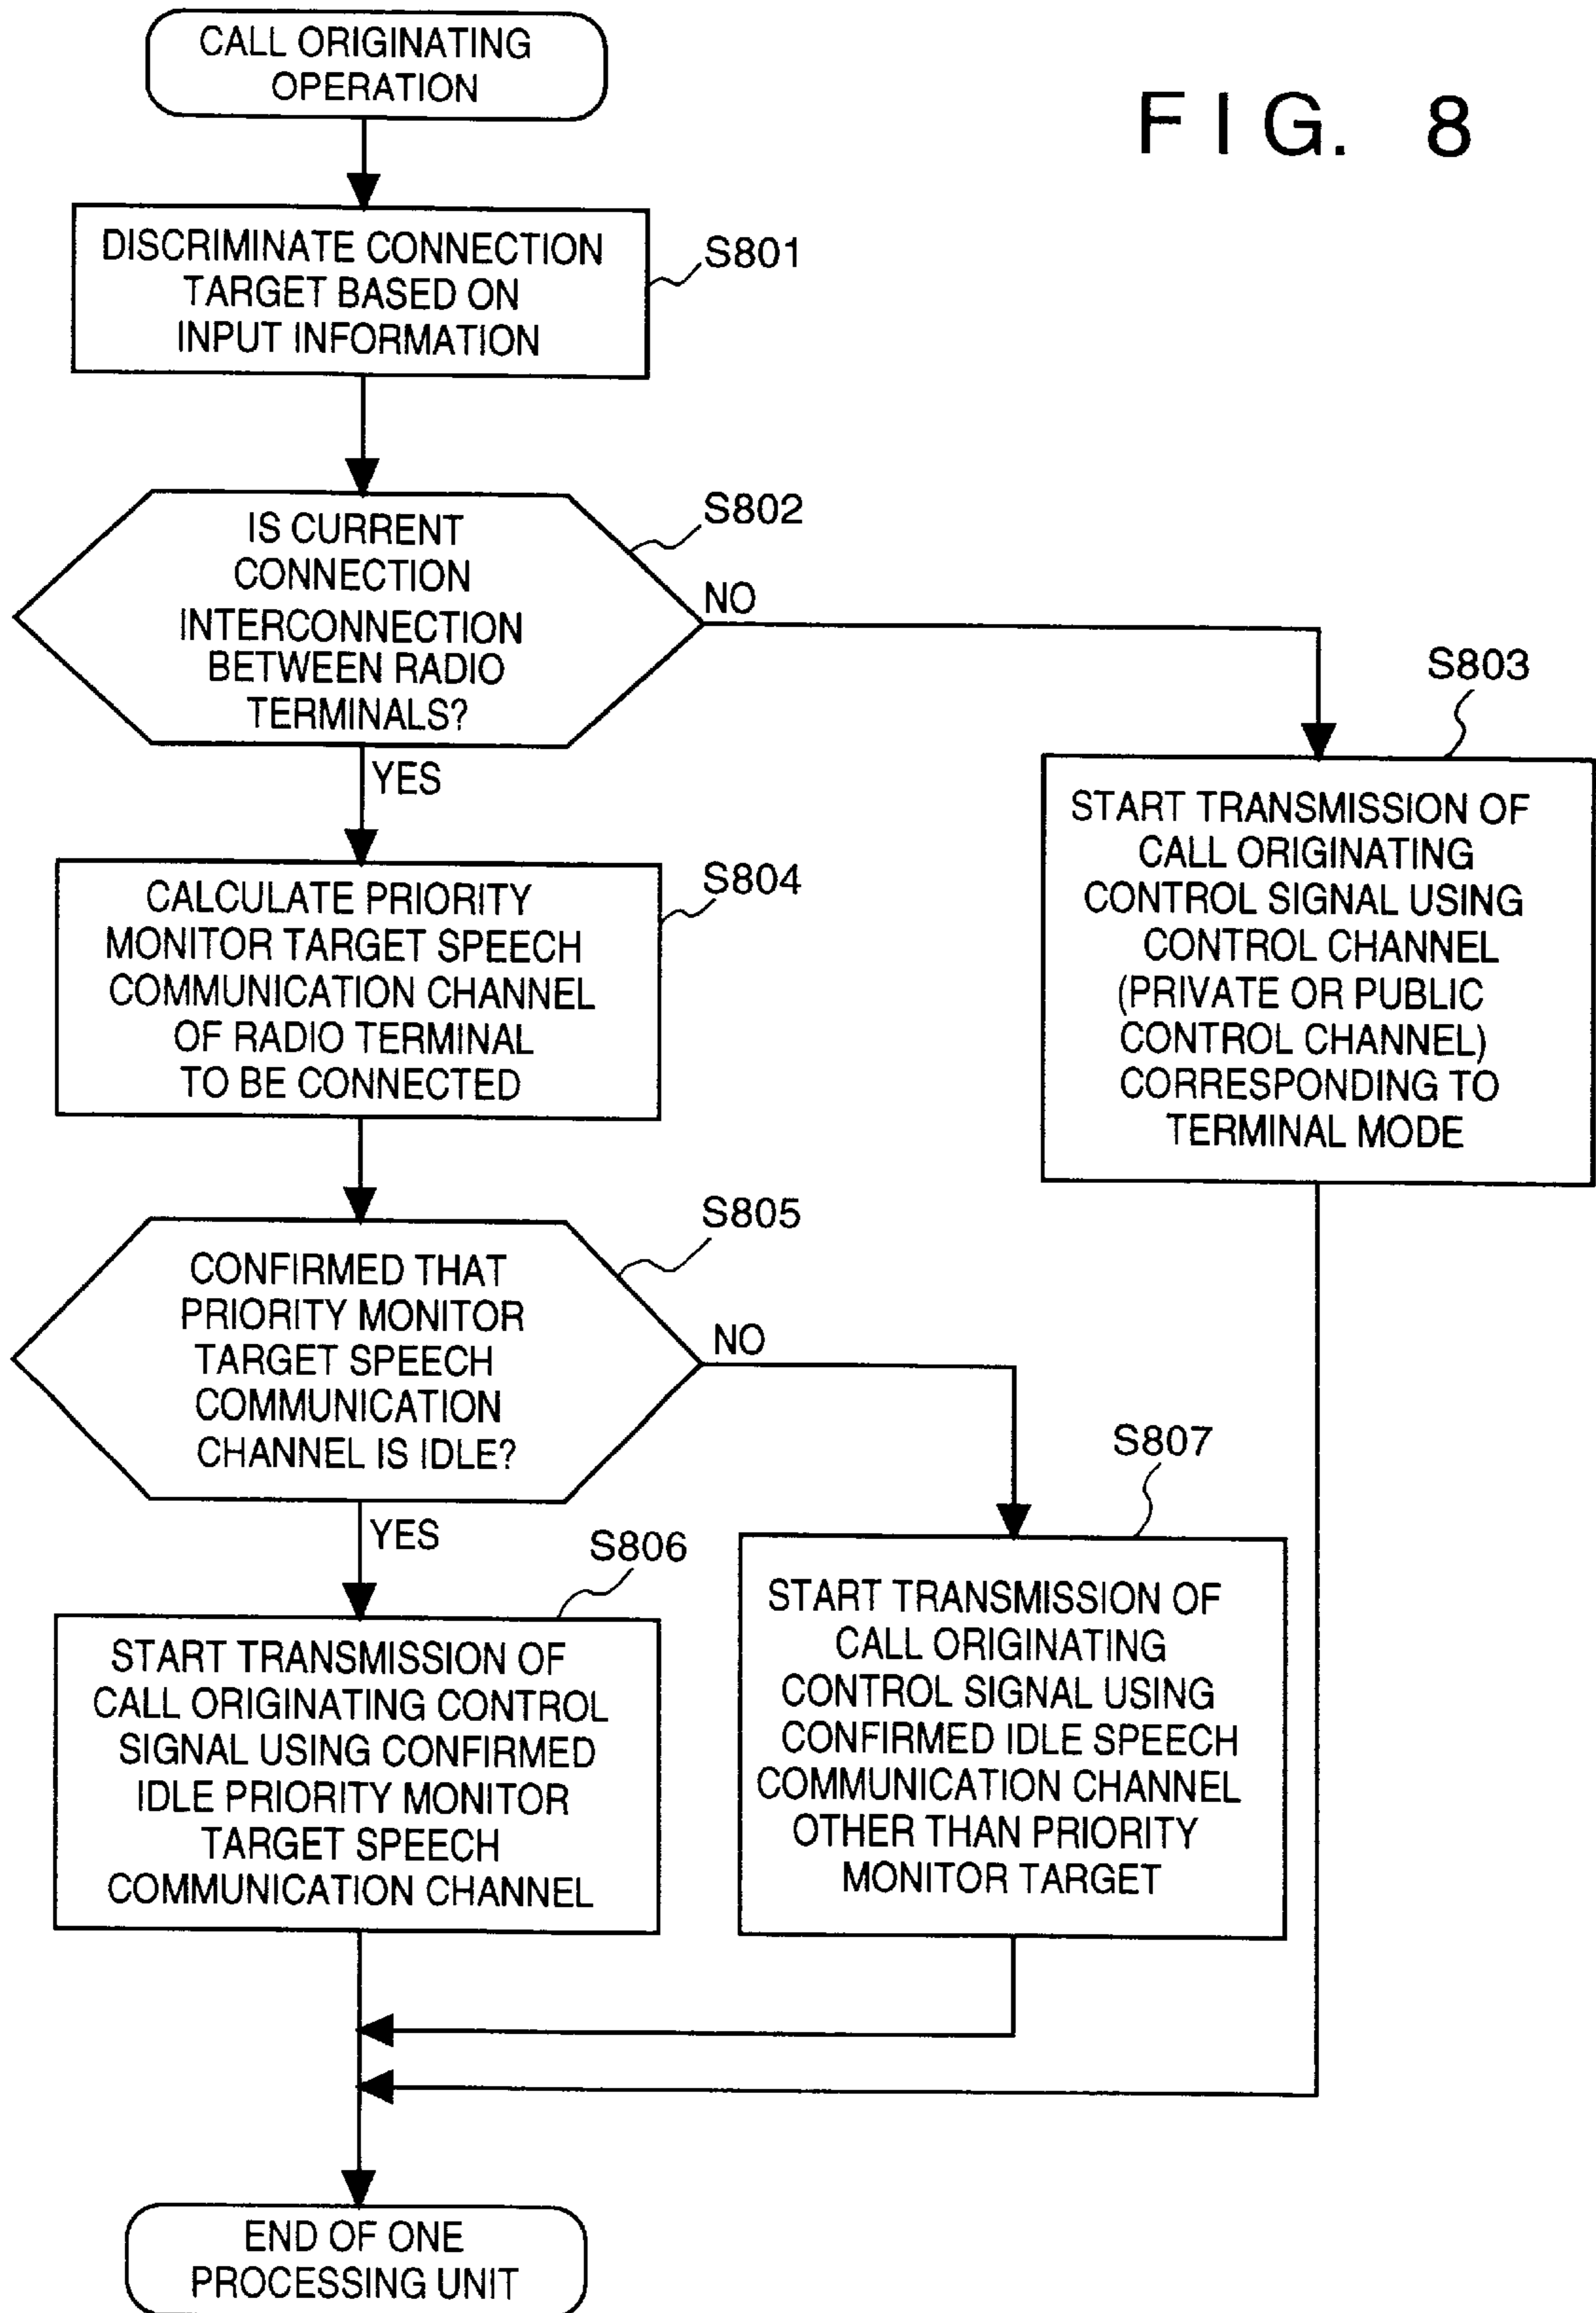 CALL ORIGINATING
OPERATION
FIG. 8
DISCRIMINATE CONNECTION
TARGET BASED ON
INPUT INFORMATION
S801
IS CURRENT
CONNECTION
INTERCONNECTION
BETWEEN RADIO
TERMINALS?
S802
NO
YES
S803
START TRANSMISSION OF
CALL ORIGINATING
CONTROL SIGNAL USING
CONTROL CHANNEL
(PRIVATE OR PUBLIC
CONTROL CHANNEL)
CORRESPONDING TO
TERMINAL MODE
CALCULATE PRIORITY
MONITOR TARGET SPEECH
COMMUNICATION CHANNEL
OF RADIO TERMINAL
TO BE CONNECTED
S804
CONFIRMED THAT
PRIORITY MONITOR
TARGET SPEECH
COMMUNICATION
CHANNEL IS IDLE?
S805
NO
YES
S806
START TRANSMISSION OF
CALL ORIGINATING CONTROL
SIGNAL USING CONFIRMED
IDLE PRIORITY MONITOR
TARGET SPEECH
COMMUNICATION CHANNEL
S807
START TRANSMISSION OF
CALL ORIGINATING
CONTROL SIGNAL USING
CONFIRMED IDLE SPEECH
COMMUNICATION CHANNEL
OTHER THAN PRIORITY
MONITOR TARGET
END OF ONE
PROCESSING UNIT